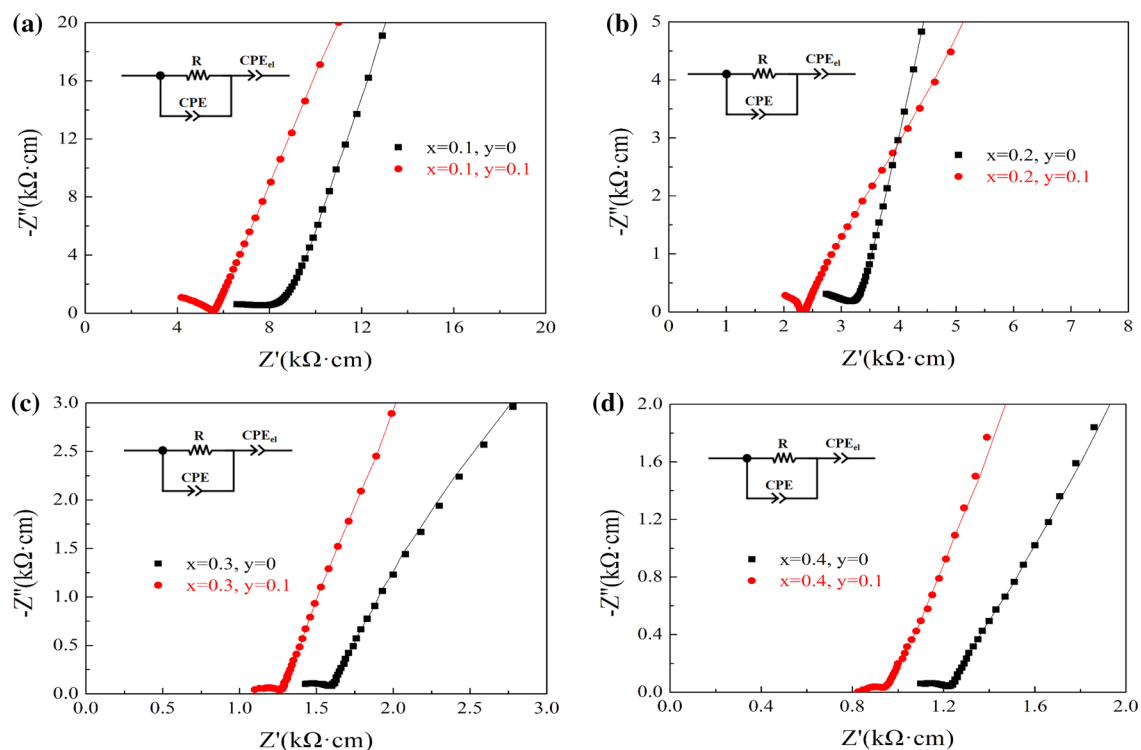 (a)
20
16
12
8
4
0
-Z''(kΩ·cm)
R
CPE
CPEel
x=0.1, y=0
x=0.1, y=0.1
0 4 8 12 16 20
Z'(kΩ·cm)
(b)
5
4
3
2
1
0
-Z''(kΩ·cm)
R
CPE
CPEel
x=0.2, y=0
x=0.2, y=0.1
0 1 2 3 4 5 6 7 8
Z'(kΩ·cm)
(c)
3.0
2.5
2.0
1.5
1.0
0.5
0.0
-Z''(kΩ·cm)
R
CPE
CPEel
x=0.3, y=0
x=0.3, y=0.1
0.0 0.5 1.0 1.5 2.0 2.5 3.0
Z'(kΩ·cm)
(d)
2.0
1.6
1.2
0.8
0.4
0.0
-Z''(kΩ·cm)
R
CPE
CPEel
x=0.4, y=0
x=0.4, y=0.1
0.0 0.4 0.8 1.2 1.6 2.0
Z'(kΩ·cm)